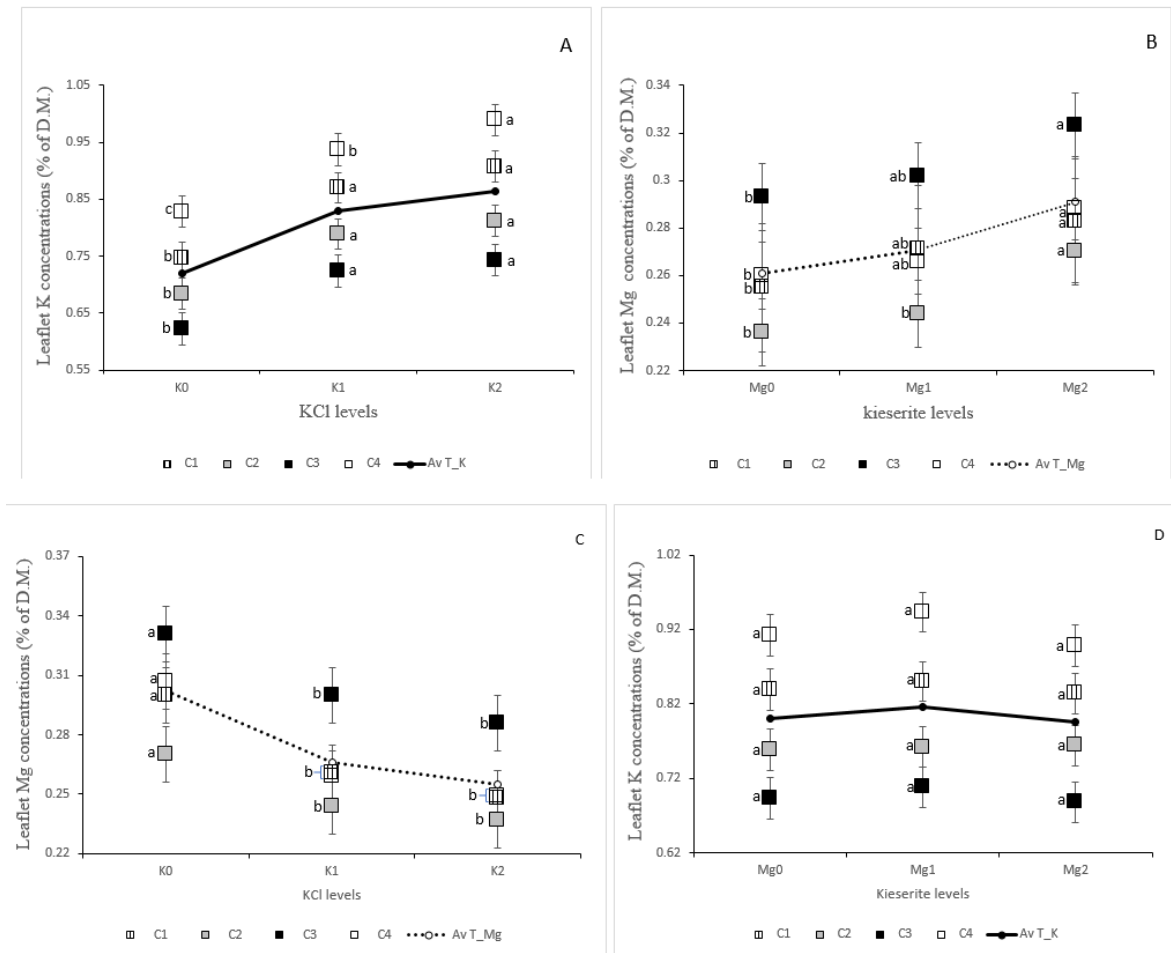 A
Leaflet K concentrations (% of D.M.)
1.05
0.95
0.85
0.75
0.65
0.55
c
b
b
b
b
a
a
a
a
a
a
a
K0
K1
K2
KCl levels
C1
C2
C3
C4
Av T_K
B
Leaflet Mg concentrations (% of D.M.)
0.34
0.32
0.3
0.28
0.26
0.24
0.22
b
b
b
b
ab
ab
ab
b
a
a
a
a
Mg0
Mg1
Mg2
kieserite levels
C1
C2
C3
C4
Av T_Mg
C
Leaflet Mg concentrations (% of D.M.)
0.37
0.34
0.31
0.28
0.25
0.22
a
a
a
a
b
b
b
b
b
b
K0
K1
K2
KCl levels
C1
C2
C3
C4
Av T_Mg
D
Leaflet K concentrations (% of D.M.)
1.02
0.92
0.82
0.72
0.62
a
a
a
a
a
a
a
a
a
a
a
a
Mg0
Mg1
Mg2
Kieserite levels
C1
C2
C3
C4
Av T_K